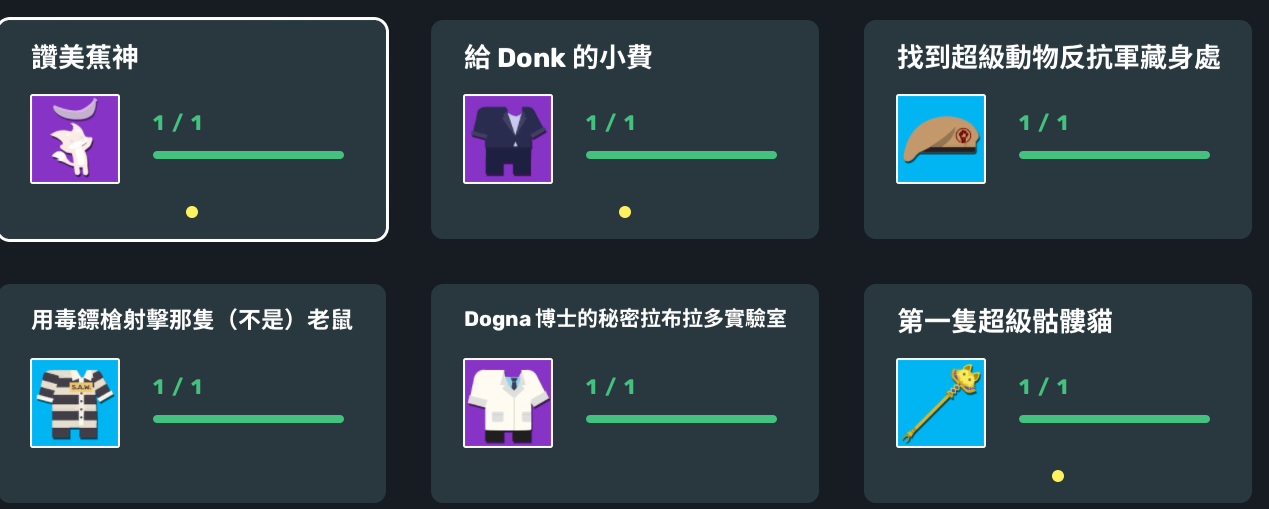 讚美蕉神
1 / 1
給 Donk 的小費
1 / 1
找到超級動物反抗軍藏身處
1 / 1
用毒鏢槍射擊那隻（不是）老鼠
S.A.W.
1 / 1
Dogna 博士的秘密拉布拉多實驗室
1 / 1
第一隻超級骷髏貓
1 / 1